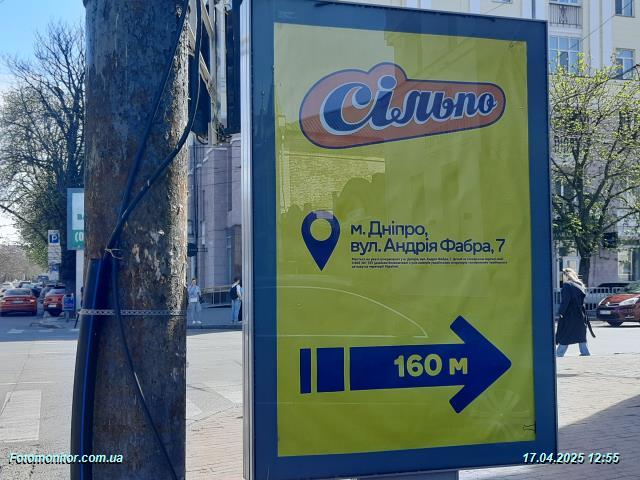 сільпо
м. Дніпро,
вул. Андрія Фабра, 7
160 м
P
Fotomonitor.com.ua
17.04.2025 12:55